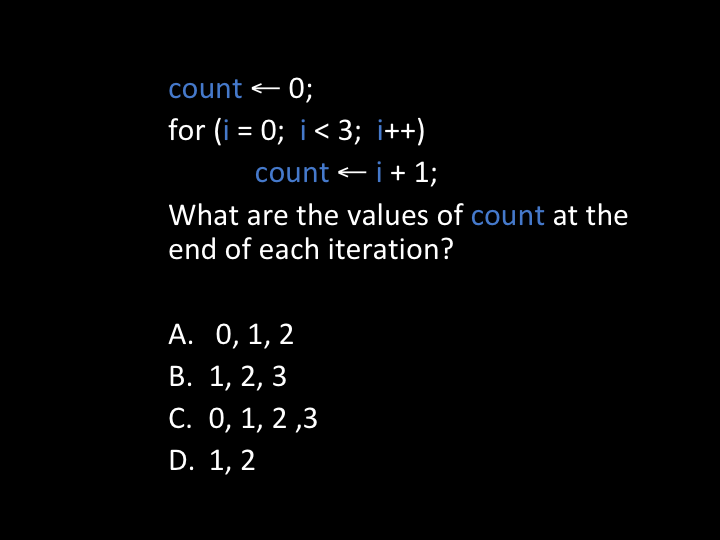 count ← 0;
for (i = 0; i < 3; i++)
count ← i + 1;
What are the values of count at the
end of each iteration?
A. 0, 1, 2
B. 1, 2, 3
C. 0, 1, 2 ,3
D. 1, 2